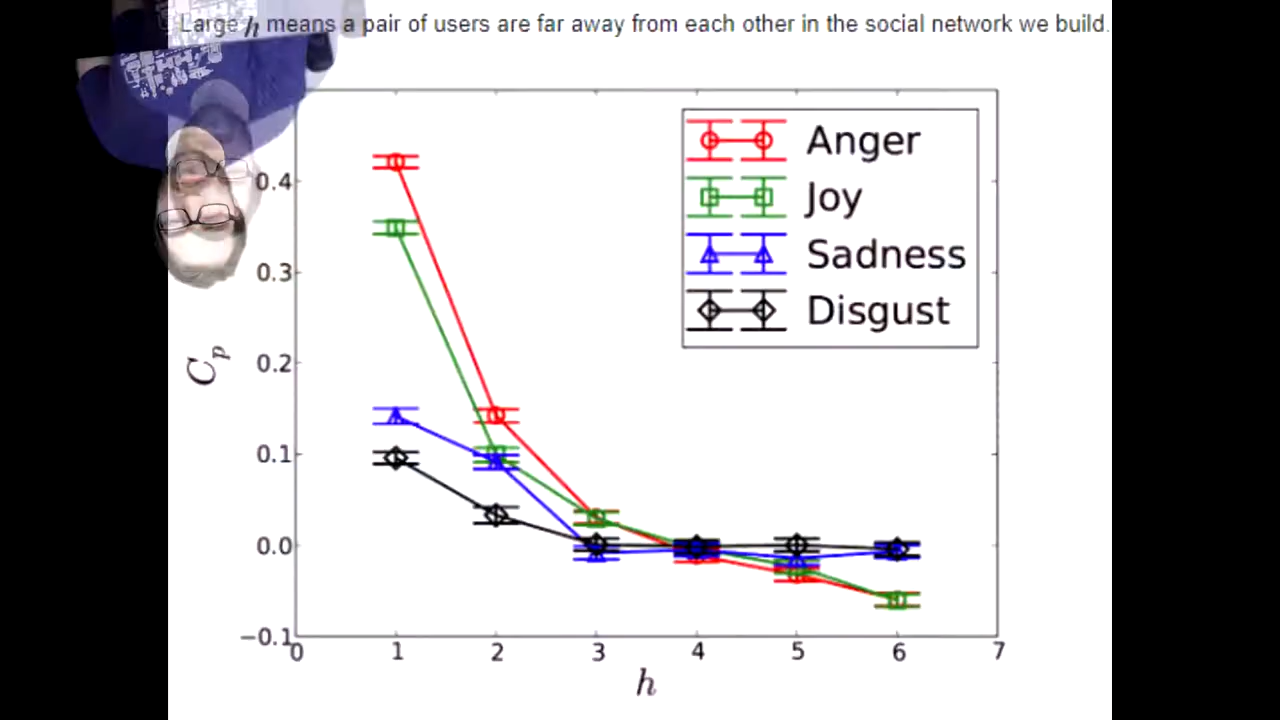 Large h means a pair of users are far away from each other in the social network we build.
Anger
Joy
Sadness
Disgust
0.4
0.3
0.2
0.1
0.0
−0.1
C_p
0 1 2 3 4 5 6 7
h